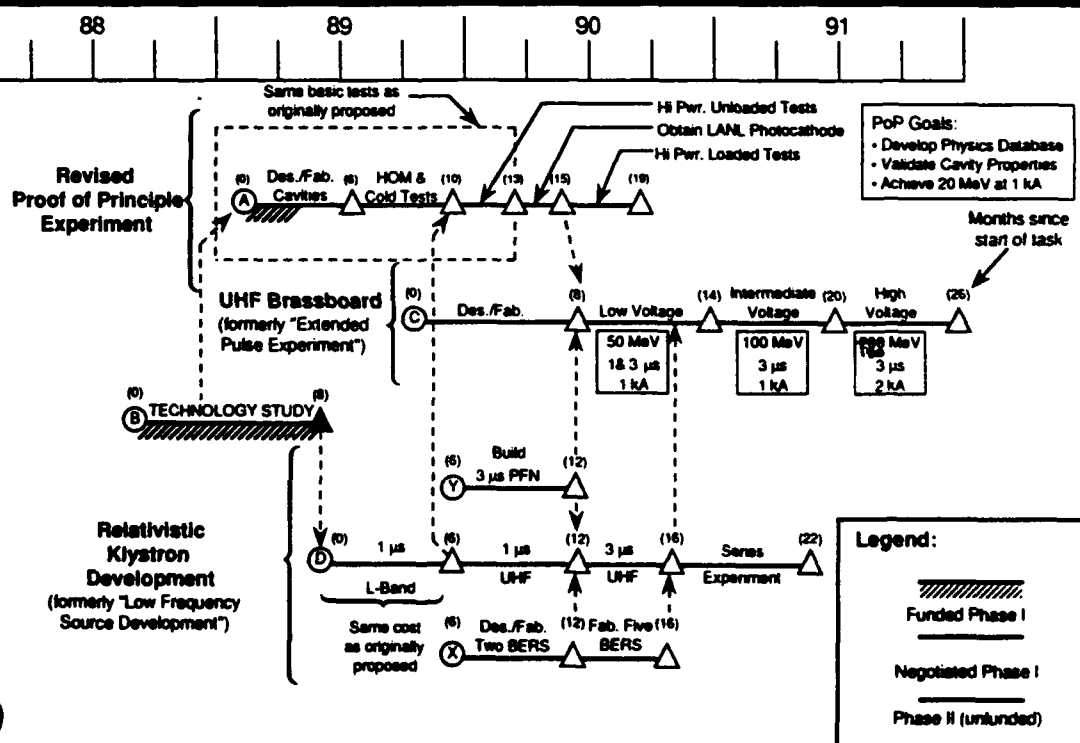 88 89 90 91
Same basic tests as
originally proposed
Hi Pwr. Unloaded Tests
Obtain LANL Photocathode
Hi Pwr. Loaded Tests
PoP Goals:
• Develop Physics Database
• Validate Cavity Properties
• Achieve 20 MeV at 1 kA
Revised
Proof of Principle
Experiment
(0) Des./Fab. (6) HOM & (10) (13) (15) (19)
A Cavities Cold Tests
Months since
start of task
UHF Brassboard
(formerly "Extended
Pulse Experiment")
(0) (8) (14) Intermediate (20) High (26)
C Des./Fab. Low Voltage Voltage Voltage
50 MeV
1& 3 µs
1 kA
100 MeV
3 µs
1 kA
MeV
3 µs
2 kA
(0) (8)
B TECHNOLOGY STUDY
(6) Build (12)
Y 3 µs PFN
Relativistic
Klystron
Development
(formerly "Low Frequency
Source Development")
(0) (6) (12) (16) (22)
D 1 µs 1 µs 3 µs Series
UHF UHF Experiment
L-Band
Same cost
as originally
proposed
(6) Des./Fab. (12) Fab. Five (16)
X Two BERS BERS
Legend:
Funded Phase I
Negotiated Phase I
Phase II (unfunded)